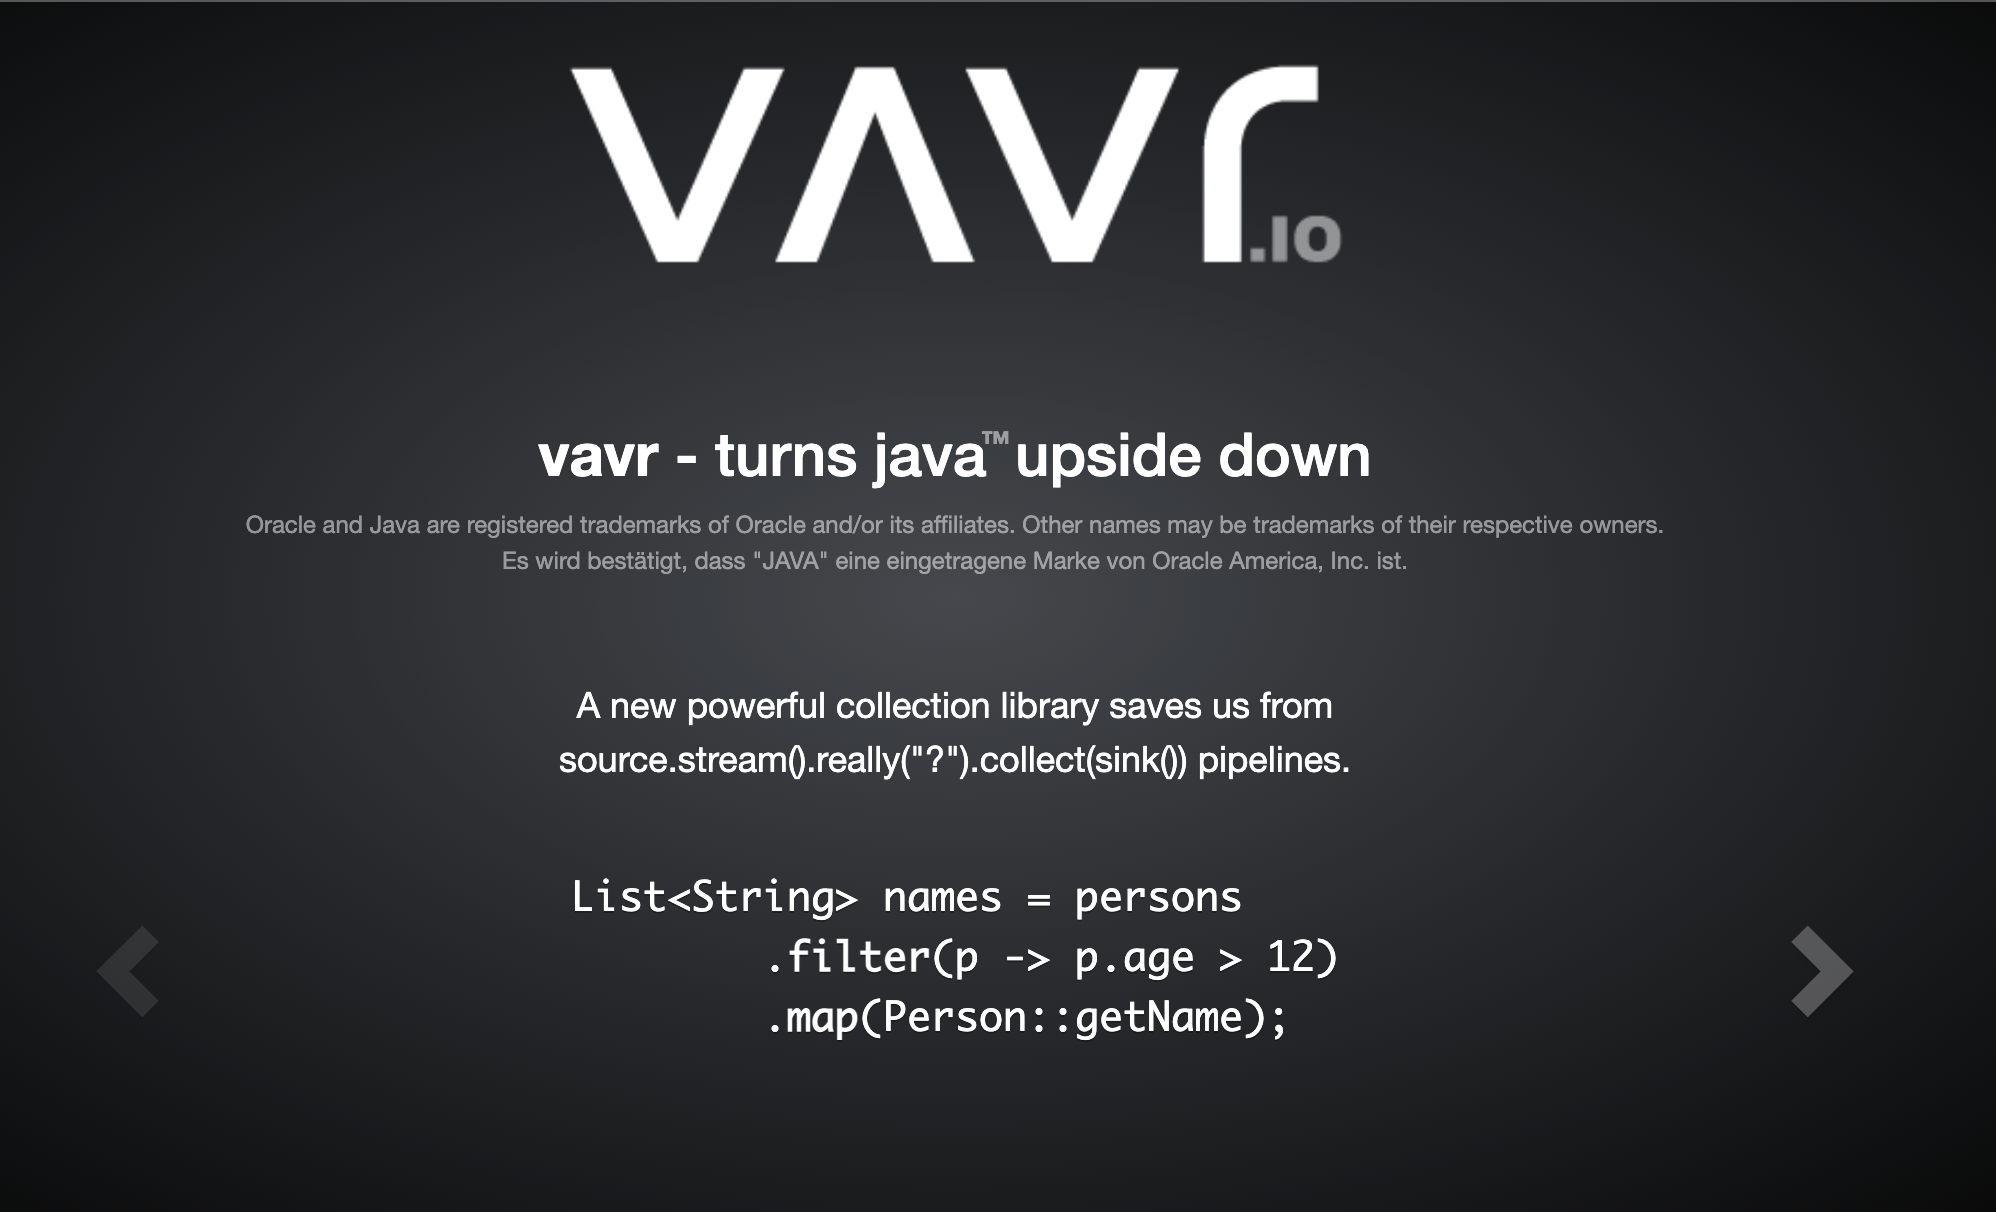 vavr.io
vavr - turns java™ upside down
Oracle and Java are registered trademarks of Oracle and/or its affiliates. Other names may be trademarks of their respective owners.
Es wird bestätigt, dass "JAVA" eine eingetragene Marke von Oracle America, Inc. ist.
A new powerful collection library saves us from
source.stream().really("?").collect(sink()) pipelines.
List<String> names = persons
.filter(p -> p.age > 12)
.map(Person::getName);